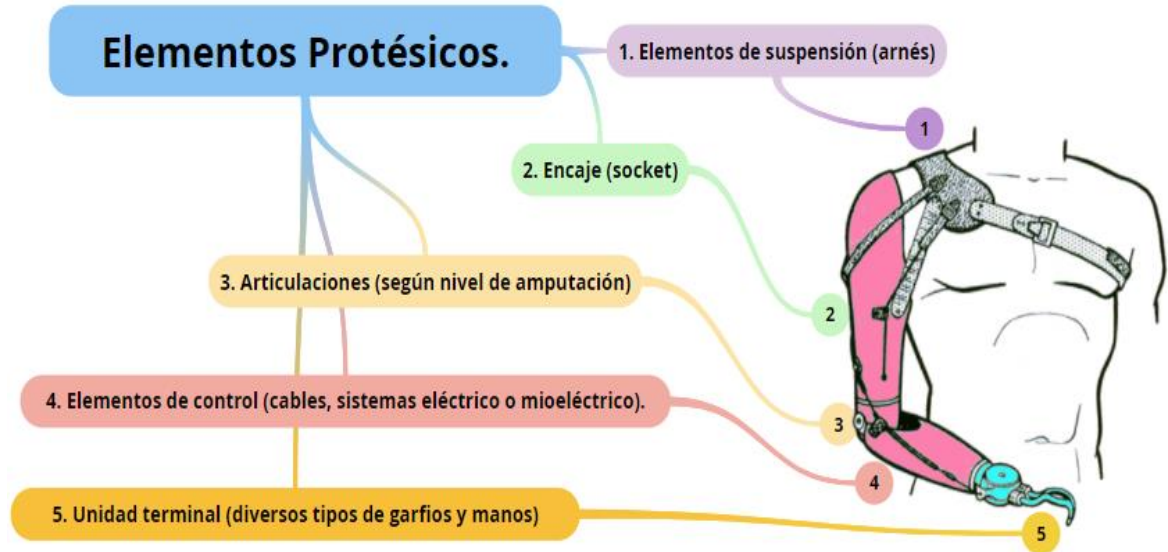 Elementos Protésicos.
1. Elementos de suspensión (arnés)
1
2. Encaje (socket)
3. Articulaciones (según nivel de amputación)
2
4. Elementos de control (cables, sistemas eléctrico o mioeléctrico).
3
4
5. Unidad terminal (diversos tipos de garfios y manos)
5